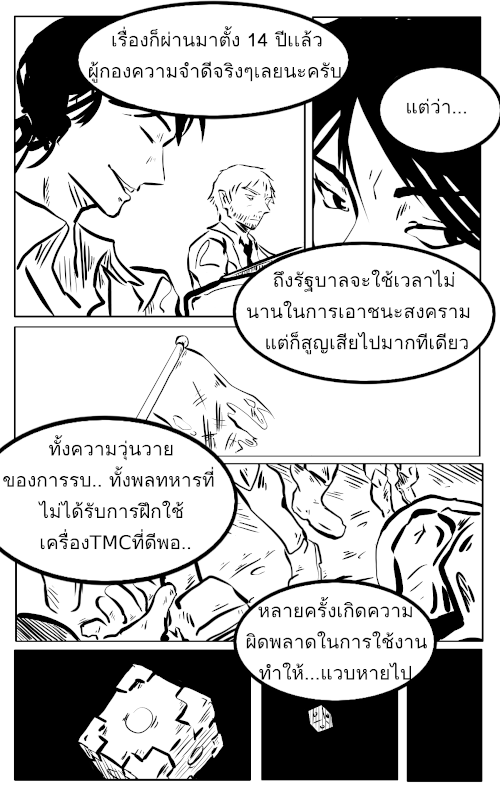 เรื่องก็ผ่านมาตั้ง 14 ปีแล้ว
ผู้กองความจำดีจริงๆเลยนะครับ
แต่ว่า...
ถึงรัฐบาลจะใช้เวลาไม่
นานในการเอาชนะสงคราม
แต่ก็สูญเสียไปมากทีเดียว
ทั้งความวุ่นวาย
ของการรบ.. ทั้งพลทหารที่
ไม่ได้รับการฝึกใช้
เครื่องTMCที่ดีพอ..
หลายครั้งเกิดความ
ผิดพลาดในการใช้งาน
ทำให้...แวบหายไป